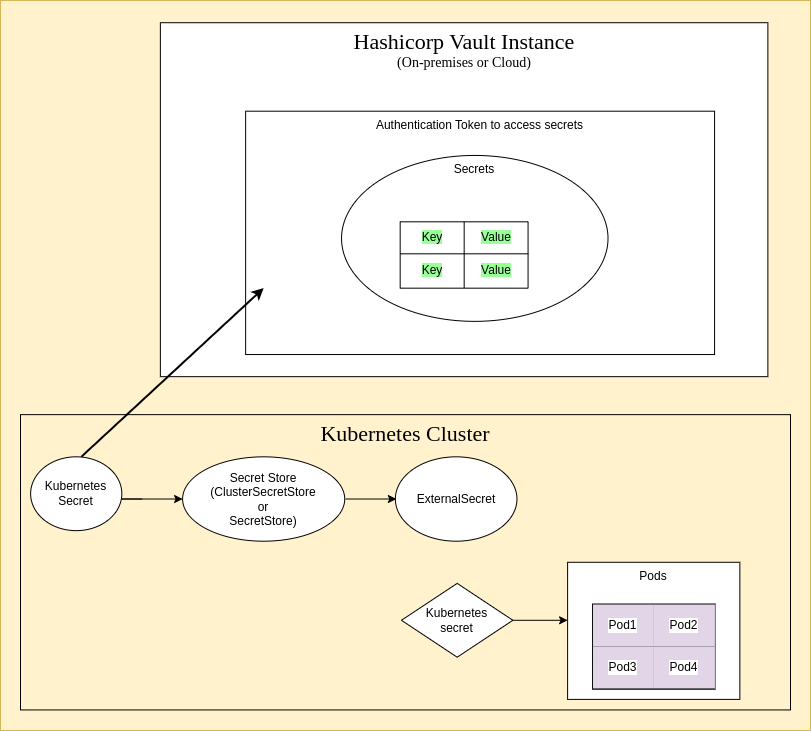 Hashicorp Vault Instance
(On-premises or Cloud)
Authentication Token to access secrets
Secrets
Key Value
Key Value
Kubernetes Cluster
Kubernetes
Secret
Secret Store
(ClusterSecretStore
or
SecretStore)
ExternalSecret
Kubernetes
secret
Pods
Pod1 Pod2
Pod3 Pod4